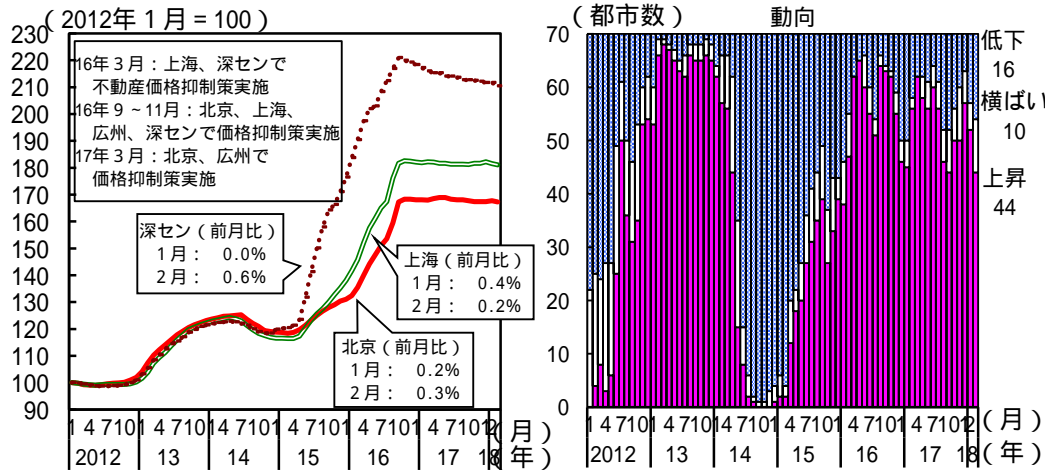 （2012年１月＝100）
230
220
210
200
190
180
170
160
150
140
130
120
110
100
90
16年３月：上海、深センで
不動産価格抑制策実施
16年９~11月：北京、上海、
広州、深センで価格抑制策実施
17年３月：北京、広州で
価格抑制策実施
深セン（前月比）
１月： 0.0%
２月： 0.6%
上海（前月比）
１月： 0.4%
２月： 0.2%
北京（前月比）
１月： 0.2%
２月： 0.3%
1 4 7 10 1 4 7 10 1 4 7 10 1 4 7 10 1 4 7 10 1 4 7 10 1 2（月）
2012 13 14 15 16 17 18（年）
（都市数） 動向
70
60
50
40
30
20
10
0
低下
16
横ばい
10
上昇
44
1 4 7 10 1 4 7 10 1 4 7 10 1 4 7 10 1 4 7 10 1 4 7 10 1 2（月）
2012 13 14 15 16 17 18（年）